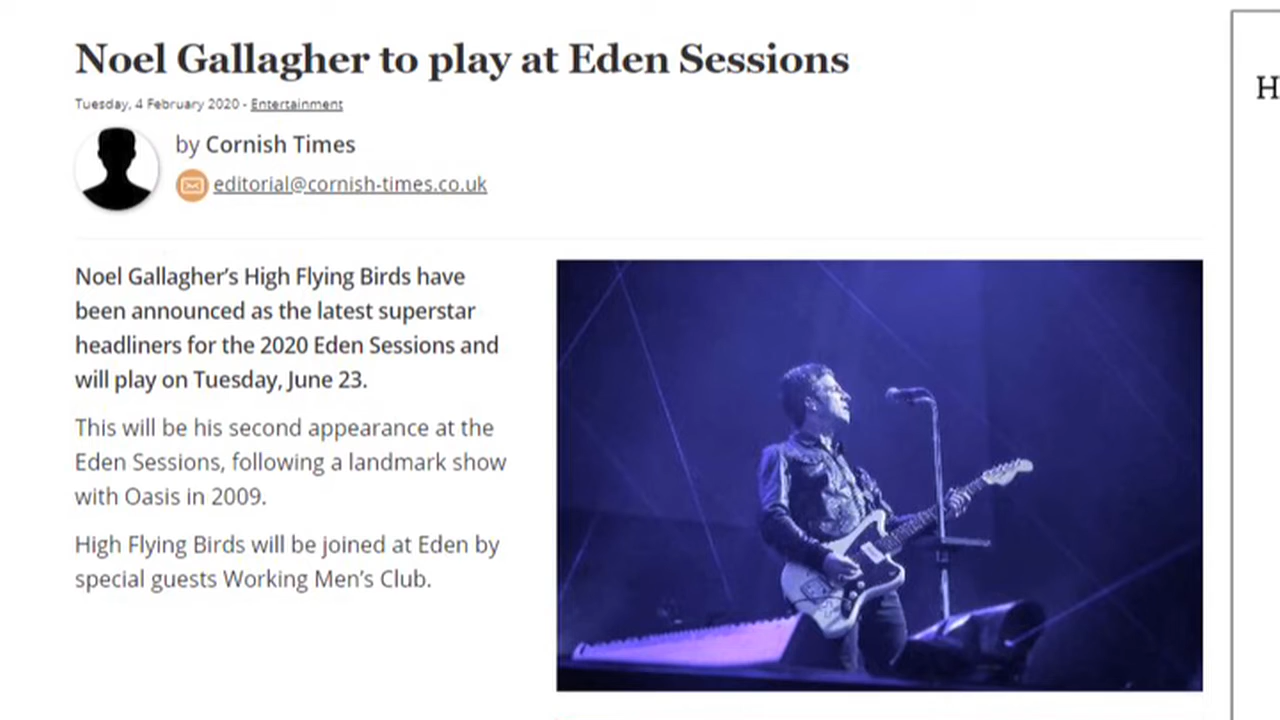 Noel Gallagher to play at Eden Sessions
Tuesday, 4 February 2020 - Entertainment
by Cornish Times
editorial@cornish-times.co.uk
Noel Gallagher’s High Flying Birds have
been announced as the latest superstar
headliners for the 2020 Eden Sessions and
will play on Tuesday, June 23.
This will be his second appearance at the
Eden Sessions, following a landmark show
with Oasis in 2009.
High Flying Birds will be joined at Eden by
special guests Working Men’s Club.
H